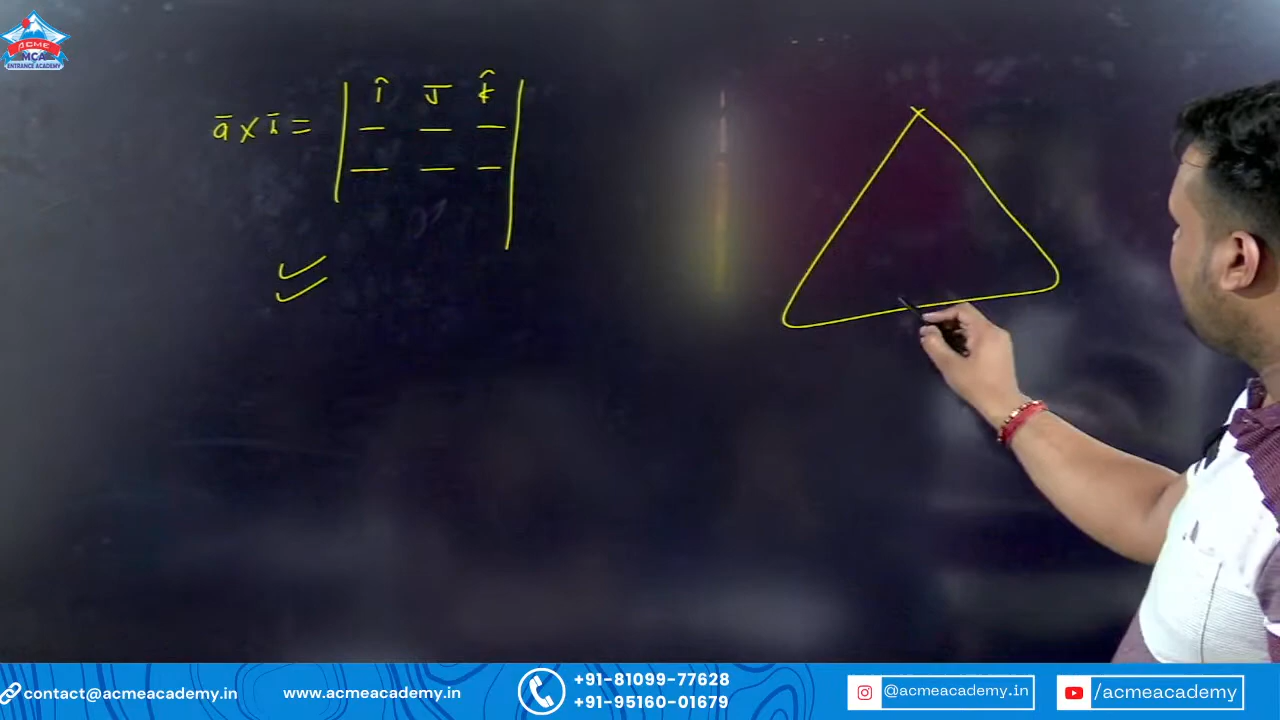 ACME
MCA
ENTRANCE ACADEMY
î J k̂
ā × b̄ =
contact@acmeacademy.in
www.acmeacademy.in
+91-81099-77628
+91-95160-01679
@acmeacademy.in
/acmeacademy